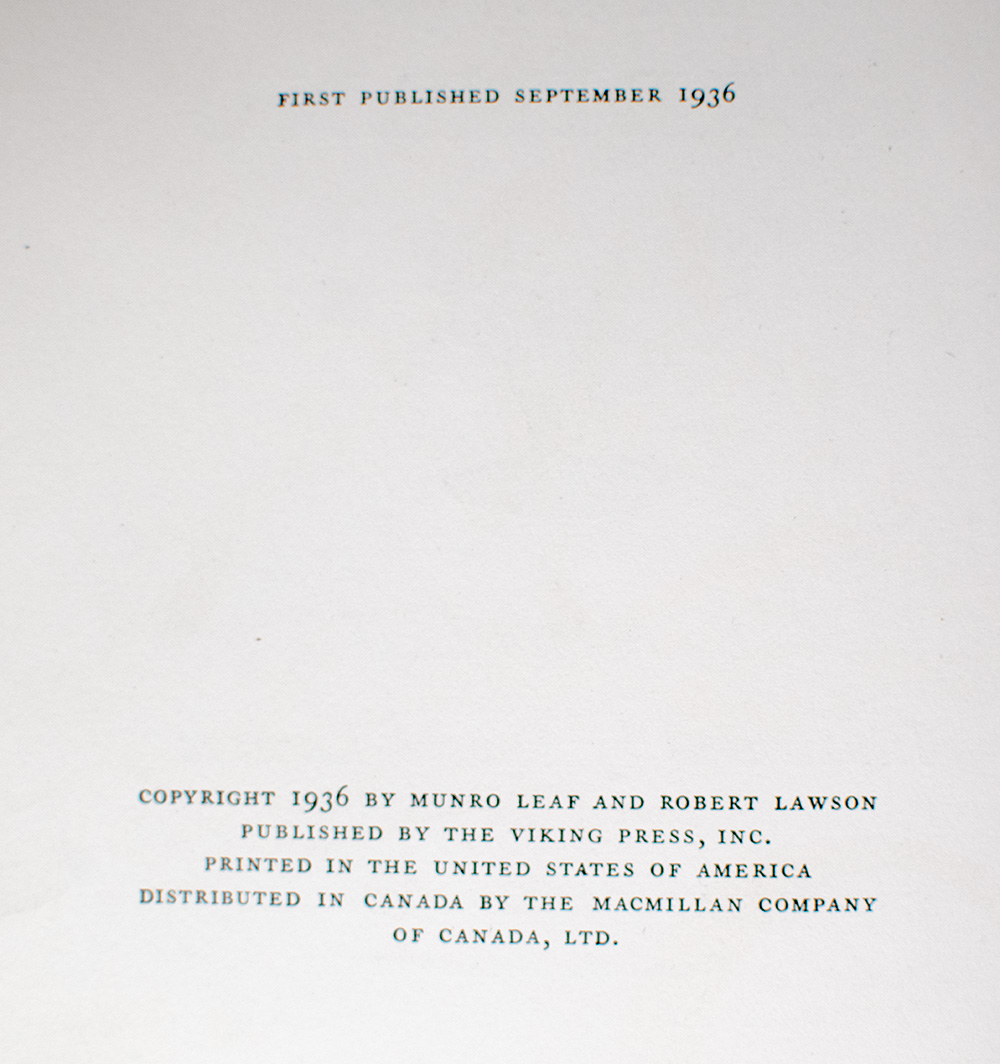 FIRST PUBLISHED SEPTEMBER 1936
COPYRIGHT 1936 BY MUNRO LEAF AND ROBERT LAWSON
PUBLISHED BY THE VIKING PRESS, INC.
PRINTED IN THE UNITED STATES OF AMERICA
DISTRIBUTED IN CANADA BY THE MACMILLAN COMPANY
OF CANADA, LTD.